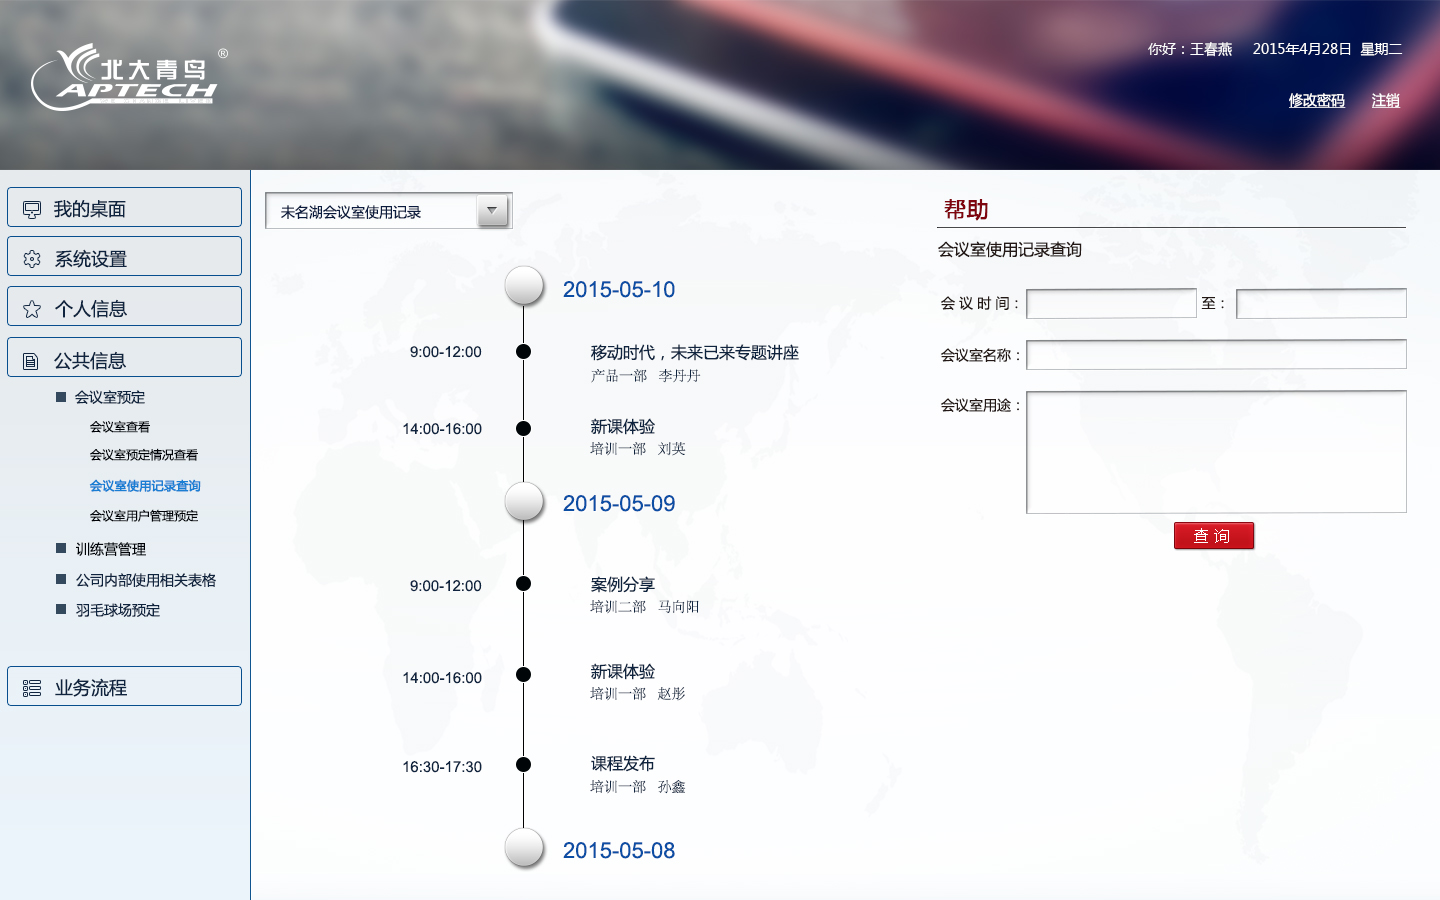 北大青鸟®
APTECH
你好：王春燕 2015年4月28日 星期二
修改密码 注销
我的桌面
系统设置
个人信息
公共信息
会议室预定
会议室查看
会议室预定情况查看
会议室使用记录查询
会议室用户管理预定
训练营管理
公司内部使用相关表格
羽毛球场预定
业务流程
未名湖会议室使用记录
2015-05-10
9:00-12:00 移动时代，未来已来专题讲座
产品一部 李丹丹
14:00-16:00 新课体验
培训一部 刘英
2015-05-09
9:00-12:00 案例分享
培训二部 马向阳
14:00-16:00 新课体验
培训一部 赵彤
16:30-17:30 课程发布
培训一部 孙鑫
2015-05-08
帮助
会议室使用记录查询
会议时间： 至：
会议室名称：
会议室用途：
查询